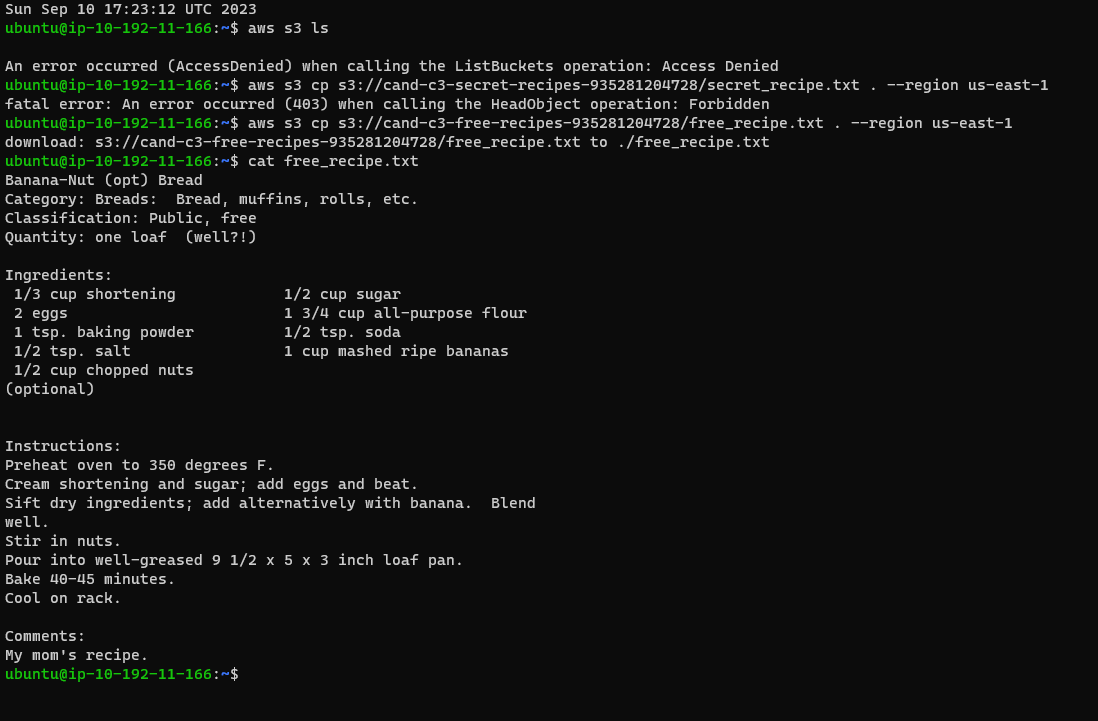 Sun Sep 10 17:23:12 UTC 2023
ubuntu@ip-10-192-11-166:~$ aws s3 ls
An error occurred (AccessDenied) when calling the ListBuckets operation: Access Denied
ubuntu@ip-10-192-11-166:~$ aws s3 cp s3://cand-c3-secret-recipes-935281204728/secret_recipe.txt . --region us-east-1
fatal error: An error occurred (403) when calling the HeadObject operation: Forbidden
ubuntu@ip-10-192-11-166:~$ aws s3 cp s3://cand-c3-free-recipes-935281204728/free_recipe.txt . --region us-east-1
download: s3://cand-c3-free-recipes-935281204728/free_recipe.txt to ./free_recipe.txt
ubuntu@ip-10-192-11-166:~$ cat free_recipe.txt
Banana-Nut (opt) Bread
Category: Breads:  Bread, muffins, rolls, etc.
Classification: Public, free
Quantity: one loaf  (well?!)
Ingredients:
 1/3 cup shortening            1/2 cup sugar
 2 eggs                        1 3/4 cup all-purpose flour
 1 tsp. baking powder          1/2 tsp. soda
 1/2 tsp. salt                 1 cup mashed ripe bananas
 1/2 cup chopped nuts
(optional)
Instructions:
Preheat oven to 350 degrees F.
Cream shortening and sugar; add eggs and beat.
Sift dry ingredients; add alternatively with banana.  Blend
well.
Stir in nuts.
Pour into well-greased 9 1/2 x 5 x 3 inch loaf pan.
Bake 40-45 minutes.
Cool on rack.
Comments:
My mom's recipe.
ubuntu@ip-10-192-11-166:~$